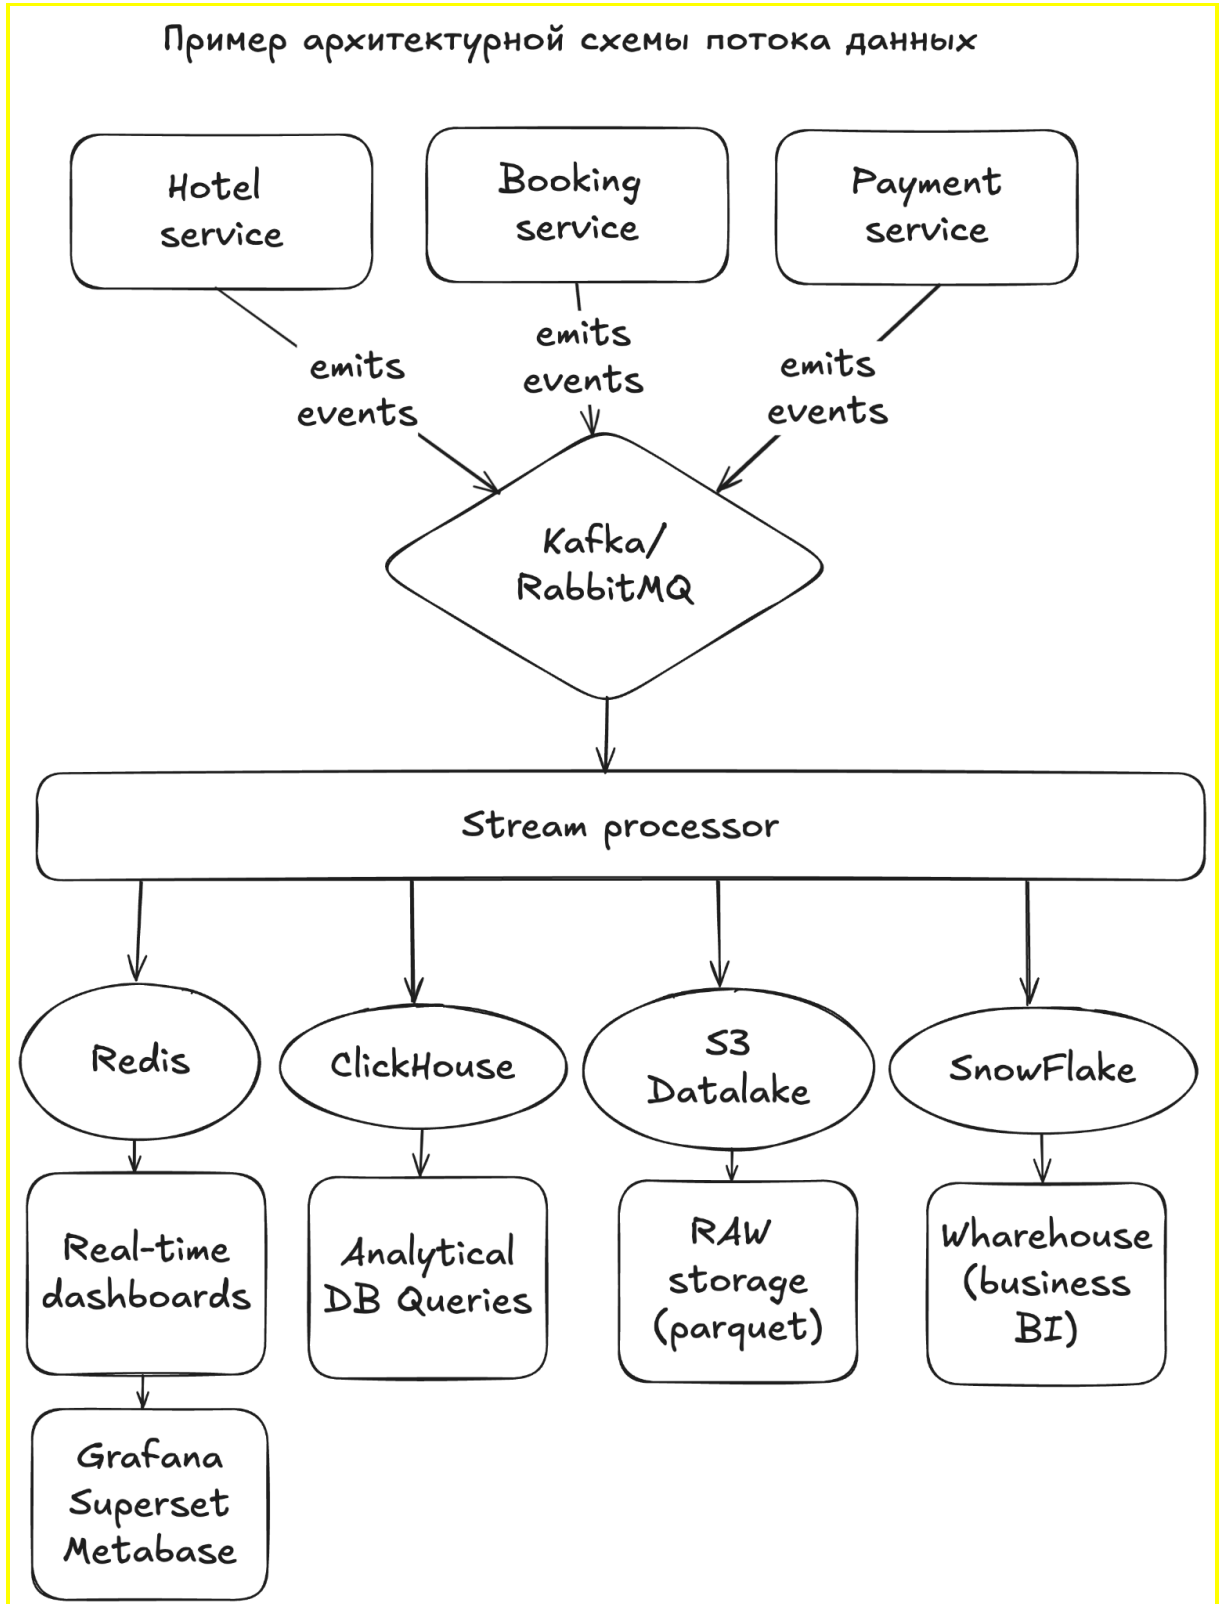 Пример архитектурной схемы потока данных
Hotel
service
Booking
service
Payment
service
emits
events
emits
events
emits
events
Kafka/
RabbitMQ
Stream processor
Redis
ClickHouse
S3
Datalake
SnowFlake
Real-time
dashboards
Analytical
DB Queries
RAW
storage
(parquet)
Wharehouse
(business
BI)
Grafana
Superset
Metabase